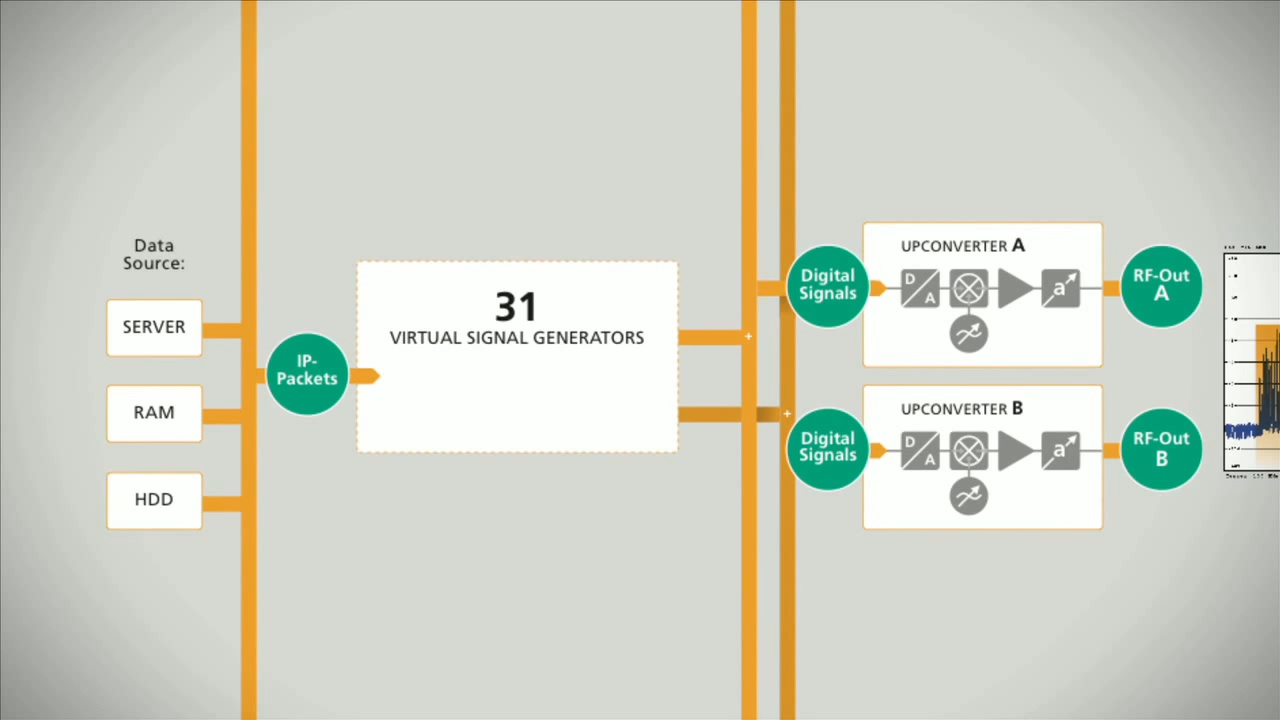 Data
Source:
SERVER
RAM
HDD
IP-
Packets
31
VIRTUAL SIGNAL GENERATORS
Digital
Signals
UPCONVERTER A
D
A
a
RF-Out
A
Digital
Signals
UPCONVERTER B
D
A
a
RF-Out
B